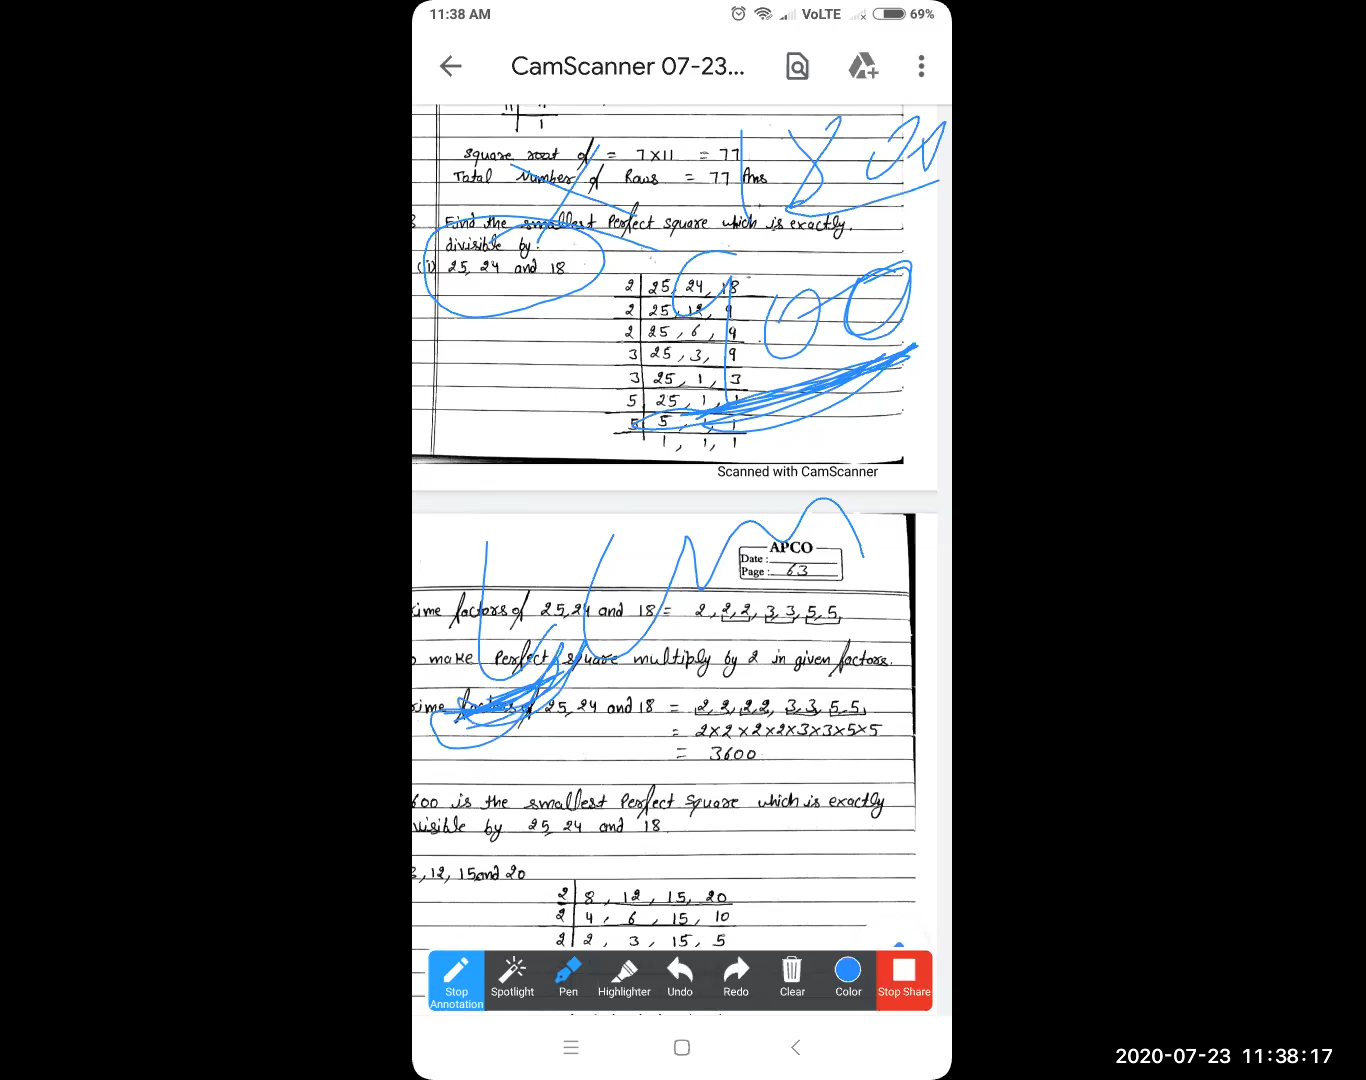 11:38 AM VoLTE 69%
CamScanner 07-23...
11
1
Square root of = 7×11 = 77
Total Number of Rows = 77 Ans
18 20
Find the smallest Perfect square which is exactly.
divisible by:
(i) 25, 24 and 18
2 25, 24, 18
2 25, 12, 9
2 25, 6, 9
3 25, 3, 9
3 25, 1, 3
5 25, 1, 1
5 5, 1, 1
1, 1, 1
Scanned with CamScanner
APCO
Date:
Page: 63
ime factors of 25, 24 and 18 = 2, 2, 2, 3, 3, 5, 5,
o make Perfect square multiply by 2 in given factors.
rime factors of 25, 24 and 18 = 2, 2, 2, 2, 3, 3, 5, 5,
= 2×2×2×2×3×3×5×5
= 3600
600 is the smallest Perfect Square which is exactly
visible by 25, 24 and 18
, 12, 15 and 20
2 8, 12, 15, 20
2 4, 6, 15, 10
2 2, 3, 15, 5
Stop Annotation Spotlight Pen Highlighter Undo Redo Clear Color Stop Share
2020-07-23 11:38:17